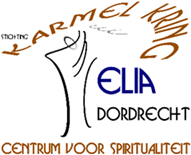 STICHTING
KARMEL KRING
ELIA
DORDRECHT
CENTRUM VOOR SPIRITUALITEIT